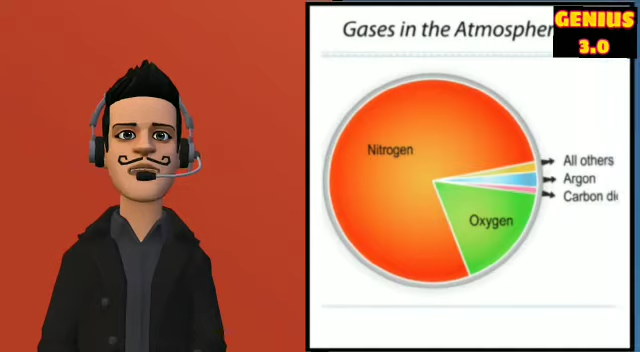 Gases in the Atmospher
GENIUS
3.0
Nitrogen
All others
Argon
Carbon di
Oxygen